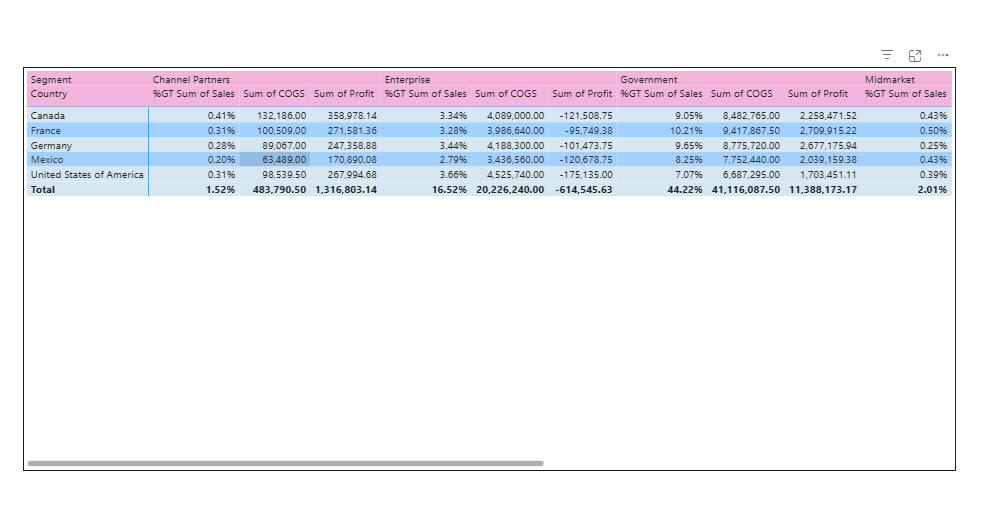 Segment Channel Partners Enterprise Government Midmarket
Country %GT Sum of Sales Sum of COGS Sum of Profit %GT Sum of Sales Sum of COGS Sum of Profit %GT Sum of Sales Sum of COGS Sum of Profit %GT Sum of Sales
Canada 0.41% 132,186.00 358,978.14 3.34% 4,089,000.00 -121,508.75 9.05% 8,482,765.00 2,258,471.52 0.43%
France 0.31% 100,509.00 271,581.36 3.28% 3,986,640.00 -95,749.38 10.21% 9,417,867.50 2,709,915.22 0.50%
Germany 0.28% 89,067.00 247,358.88 3.44% 4,188,300.00 -101,473.75 9.65% 8,775,720.00 2,677,175.94 0.25%
Mexico 0.20% 63,489.00 170,890.08 2.79% 3,436,560.00 -120,678.75 8.25% 7,752,440.00 2,039,159.38 0.43%
United States of America 0.31% 98,539.50 267,994.68 3.66% 4,525,740.00 -175,135.00 7.07% 6,687,295.00 1,703,451.11 0.39%
Total 1.52% 483,790.50 1,316,803.14 16.52% 20,226,240.00 -614,545.63 44.22% 41,116,087.50 11,388,173.17 2.01%